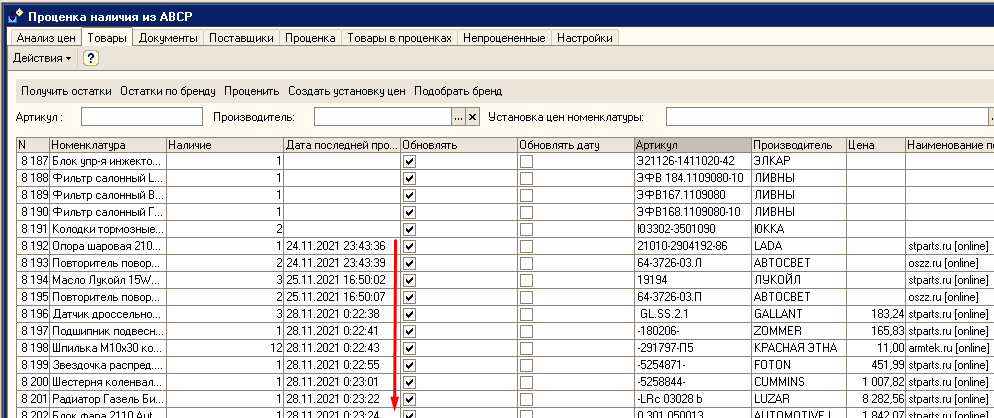 Проценка наличия из ABCP
Анализ цен Товары Документы Поставщики Проценка Товары в проценках Непроцененные Настройки
Действия ?
Получить остатки Остатки по бренду Проценить Создать установку цен Подобрать бренд
Артикул : Производитель: ... x Установка цен номенклатуры:
N Номенклатура Наличие Дата последней про... Обновлять Обновлять дату Артикул Производитель Цена Наименование по
8 187 Блок упр-я инжекто... 1 Э21126-1411020-42 ЭЛКАР
8 188 Фильтр салонный L... 1 ЭФВ 184.1109080-10 ЛИВНЫ
8 189 Фильтр салонный В... 1 ЭФВ167.1109080 ЛИВНЫ
8 190 Фильтр салонный Г... 1 ЭФВ168.1109080-10 ЛИВНЫ
8 191 Колодки тормозные... 2 Ю3302-3501090 ЮККА
8 192 Опора шаровая 210... 1 24.11.2021 23:43:36 21010-2904192-86 LADA stparts.ru [online]
8 193 Повторитель повор... 2 24.11.2021 23:43:39 64-3726-03.Л АВТОСВЕТ oszz.ru [online]
8 194 Масло Лукойл 15W... 3 25.11.2021 16:50:02 19194 ЛУКОЙЛ stparts.ru [online]
8 195 Повторитель повор... 2 25.11.2021 16:50:07 64-3726-03.П АВТОСВЕТ oszz.ru [online]
8 196 Датчик дроссельно... 3 28.11.2021 0:22:38 GL.SS.2.1 GALLANT 183,24 stparts.ru [online]
8 197 Подшипник подвесн... 1 28.11.2021 0:22:41 -180206- ZOMMER 165,83 stparts.ru [online]
8 198 Шпилька М10х30 ко... 12 28.11.2021 0:22:43 -291797-П5 КРАСНАЯ ЭТНА 11,00 armtek.ru [online]
8 199 Звездочка распред... 1 28.11.2021 0:22:55 -5254871- FOTON 451,99 stparts.ru [online]
8 200 Шестерня коленвал... 1 28.11.2021 0:23:01 -5258844- CUMMINS 1 007,82 stparts.ru [online]
8 201 Радиатор Газель Би... 1 28.11.2021 0:23:22 -LRc 03028 b LUZAR 8 282,56 stparts.ru [online]
8 202 Блок фара 2110 Aut... 1 28.11.2021 0:23:24 0 301 050013 AUTOMOTIVE L 1 842,07 stparts.ru [online]